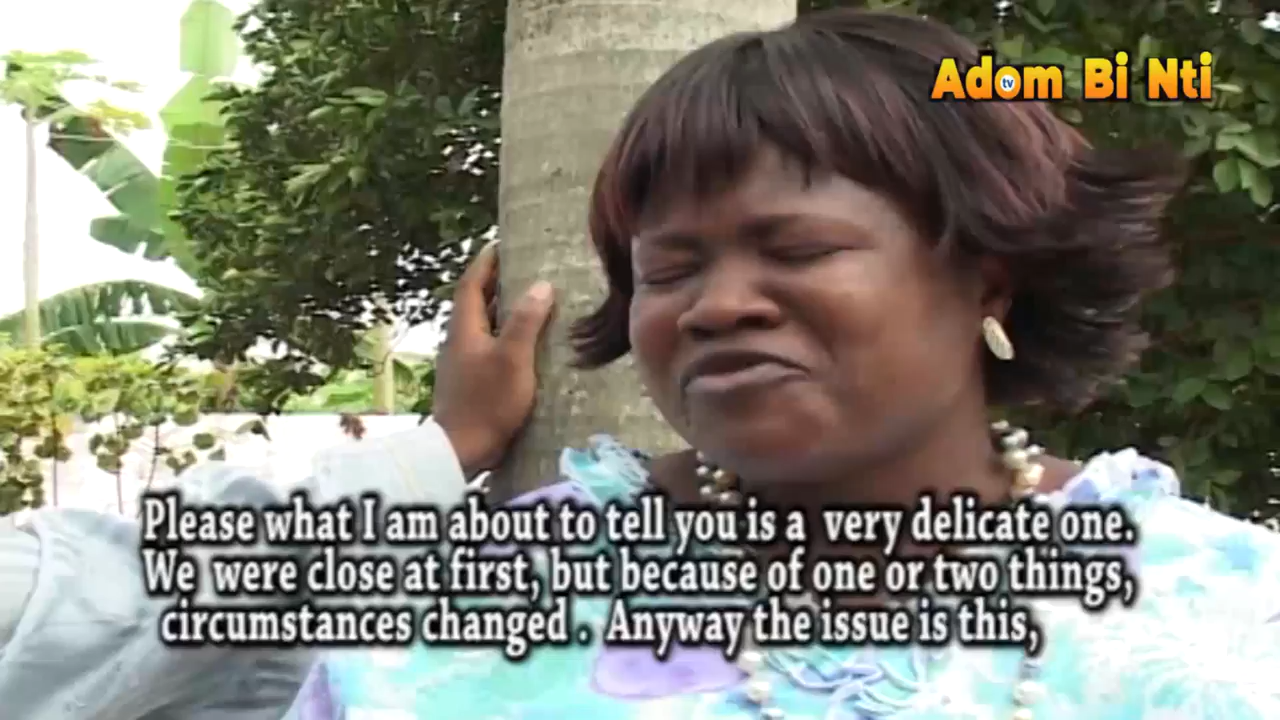 Adom Bi Nti
tv
Please what I am about to tell you is a very delicate one.
We were close at first, but because of one or two things,
circumstances changed . Anyway the issue is this,